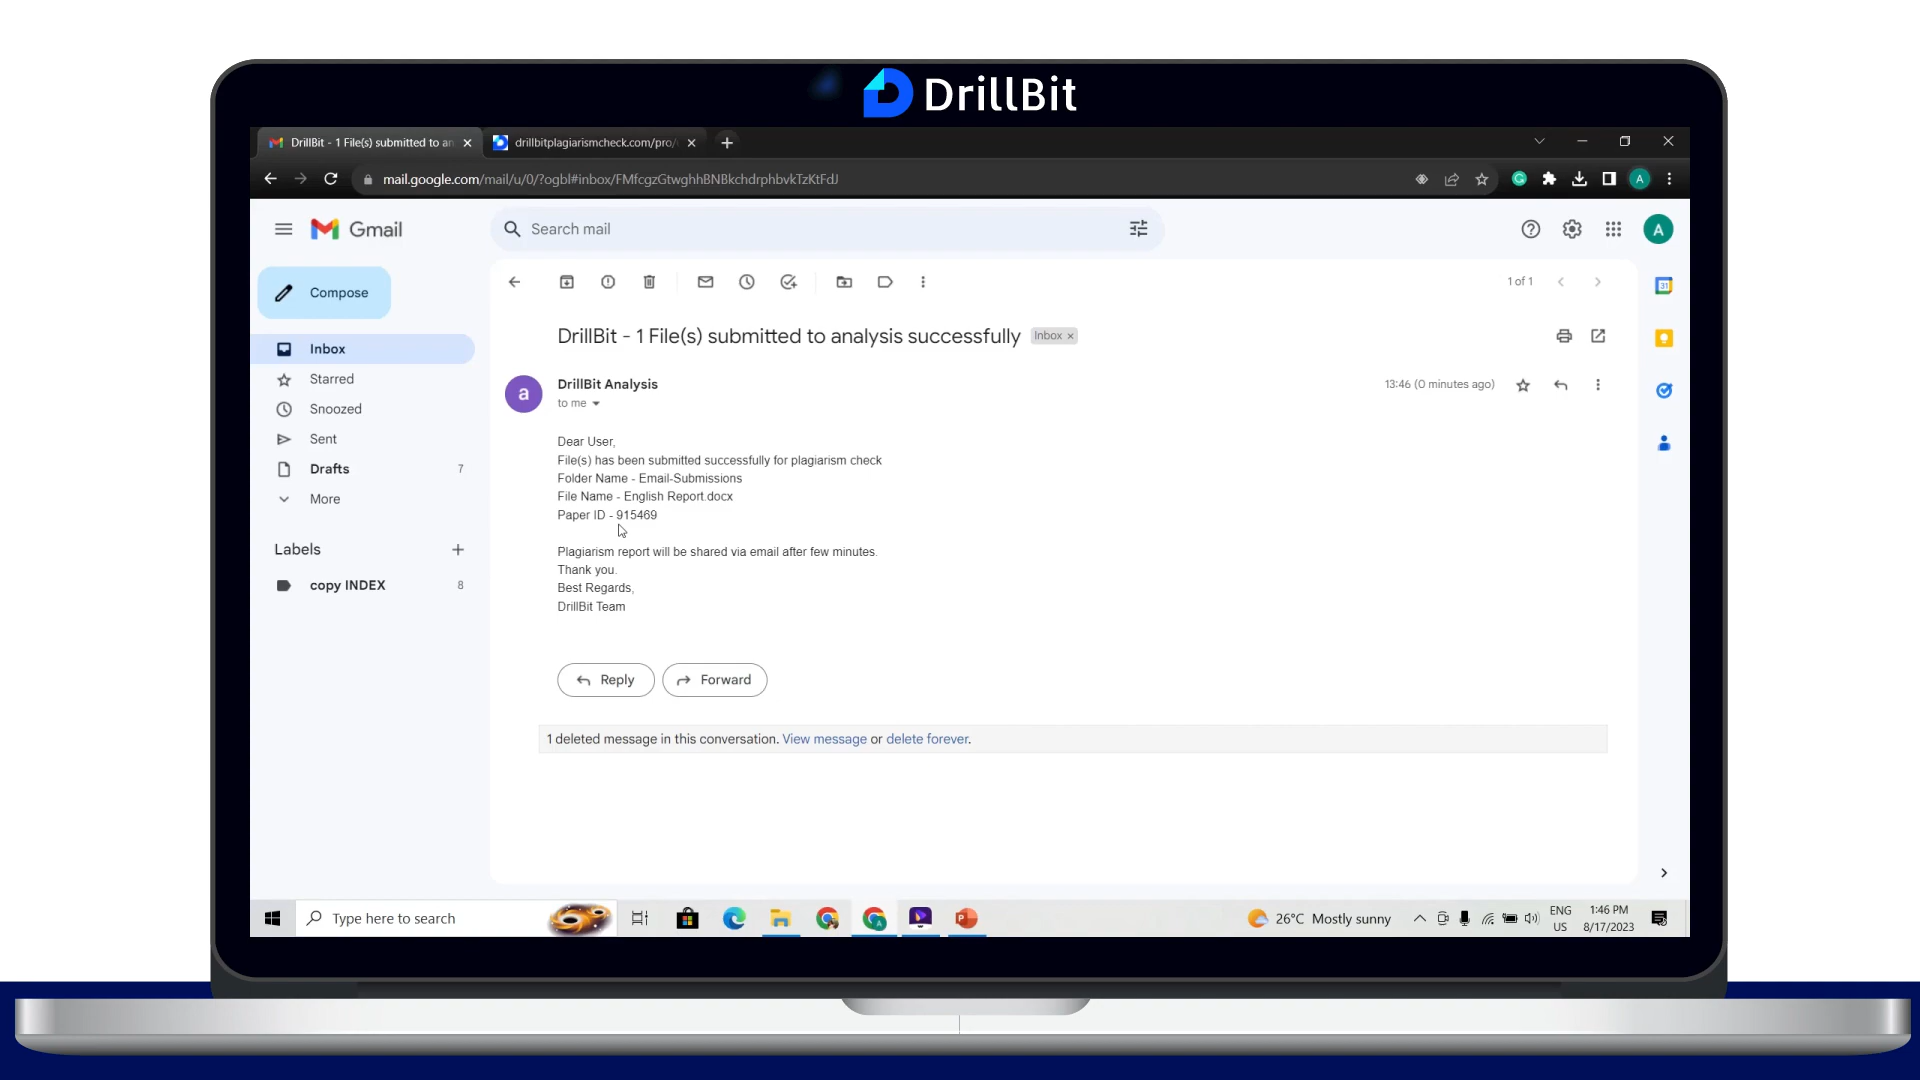 DrillBit
DrillBit - 1 File(s) submitted to an
drillbitplagiarismcheck.com/pro/
mail.google.com/mail/u/0/?ogbl#inbox/FMfcgzGtwghhBNBkchdrphbvkTzKtFdJ
A
Gmail
Search mail
A
Compose
1 of 1
31
DrillBit - 1 File(s) submitted to analysis successfully
Inbox ×
Inbox
Starred
Snoozed
Sent
Drafts 7
More
Labels
copy INDEX 8
a
DrillBit Analysis
to me
13:46 (0 minutes ago)
Dear User,
File(s) has been submitted successfully for plagiarism check
Folder Name - Email-Submissions
File Name - English Report.docx
Paper ID - 915469
Plagiarism report will be shared via email after few minutes.
Thank you.
Best Regards,
DrillBit Team
Reply
Forward
1 deleted message in this conversation. View message or delete forever.
Type here to search
26°C Mostly sunny
ENG
US
1:46 PM
8/17/2023